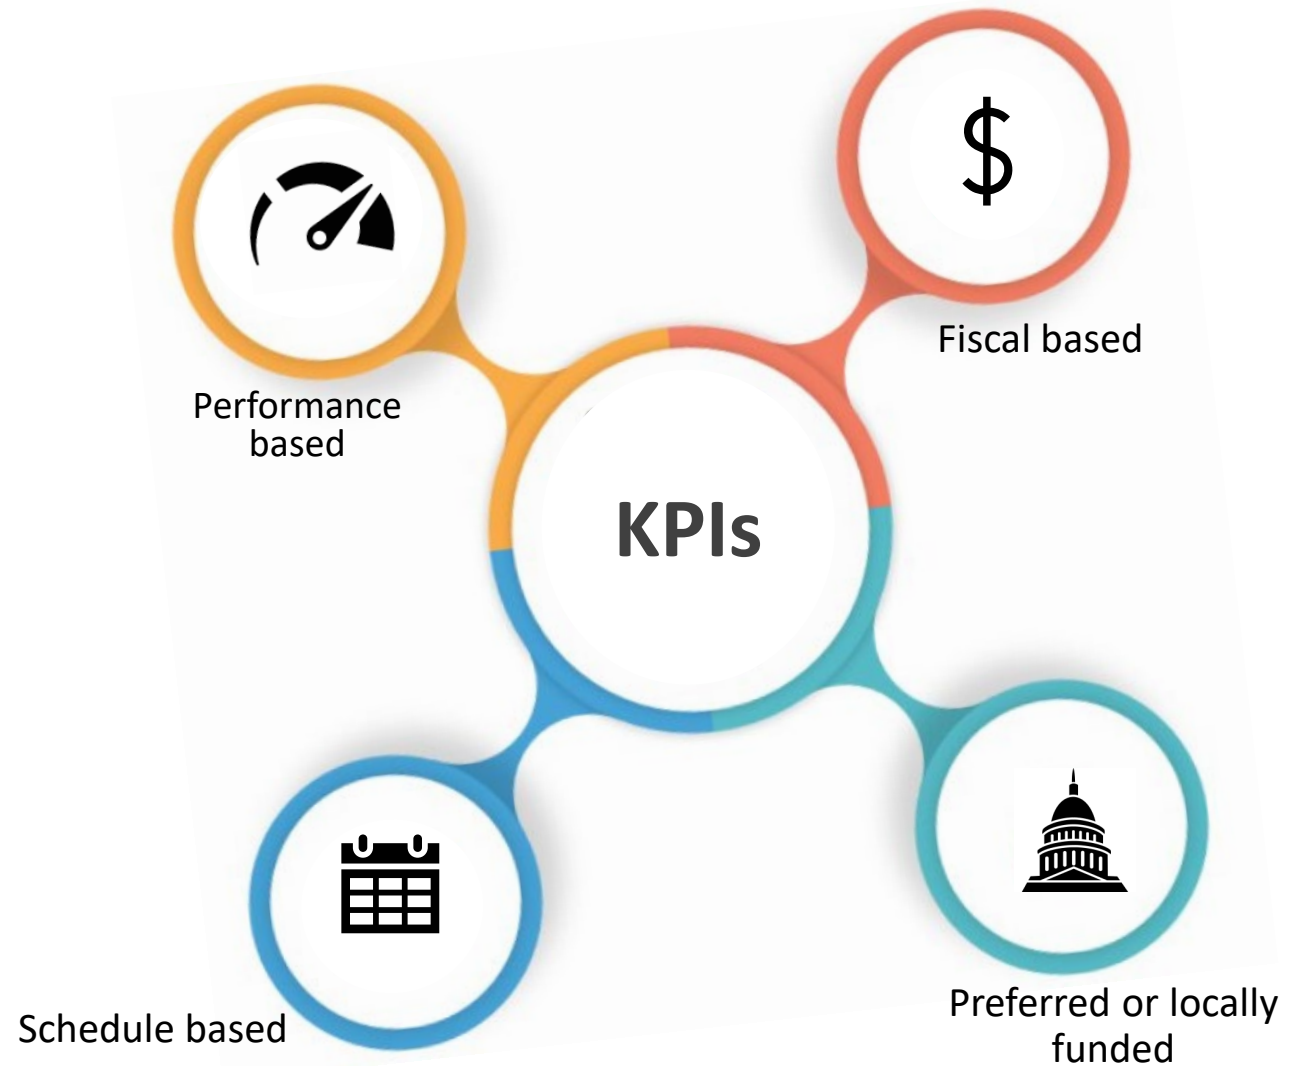 $
Fiscal based
Performance
based
KPIs
Schedule based
Preferred or locally
funded